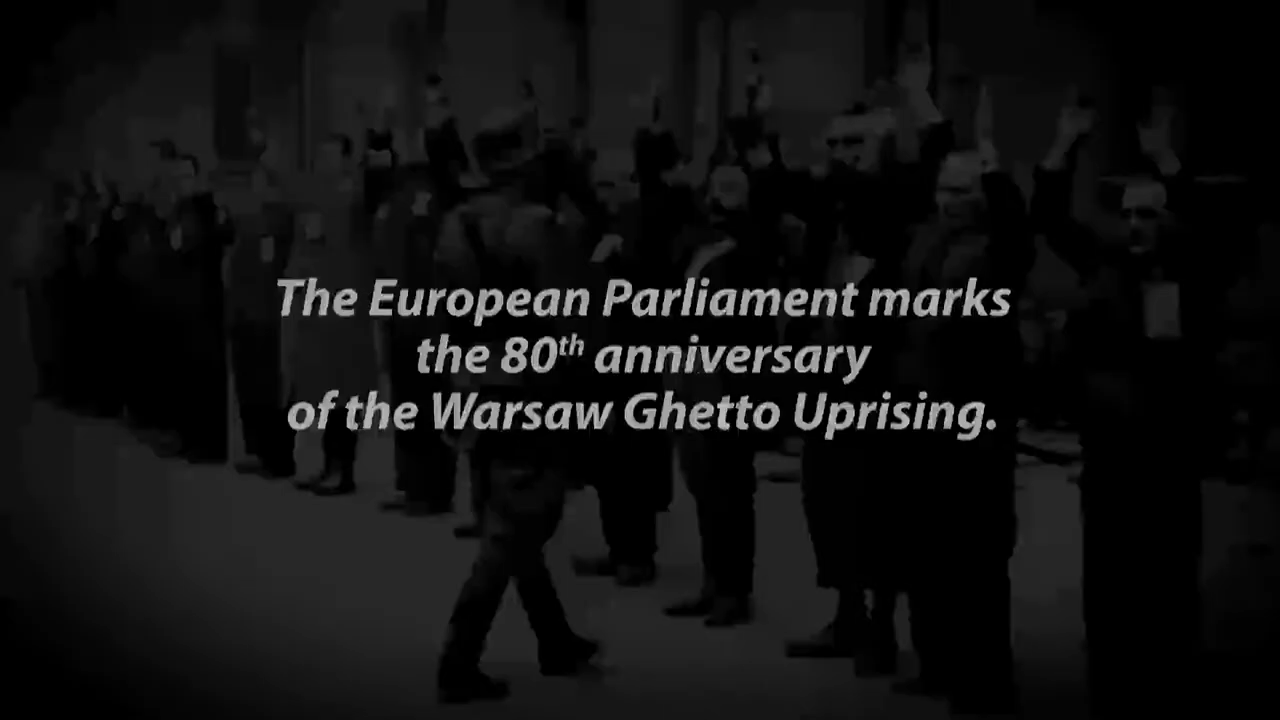 The European Parliament marks
the 80th anniversary
of the Warsaw Ghetto Uprising.